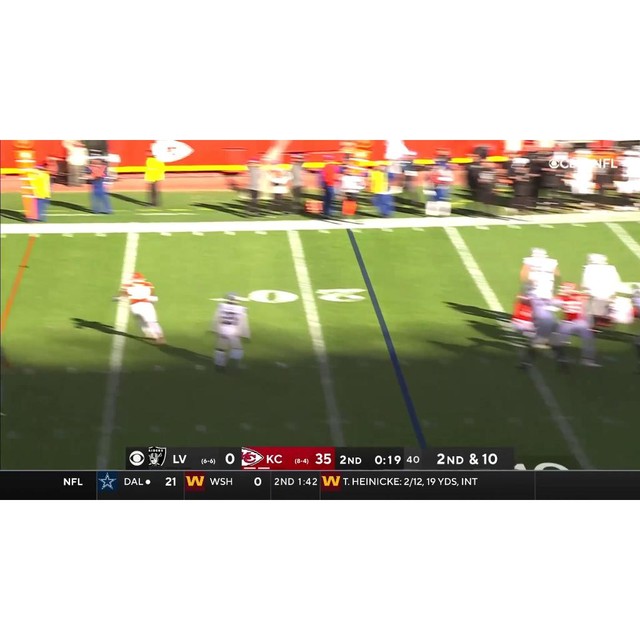 CBS NFL
20
LV (6-6) 0 KC (8-4) 35 2ND 0:19 40 2ND & 10
NFL DAL 21 WSH 0 2ND 1:42 T. HEINICKE: 2/12, 19 YDS, INT